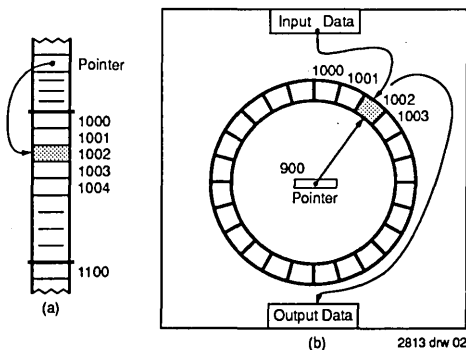 Pointer
1000
1001
1002
1003
1004
1100
(a)
Input Data
1000
1001
1002
1003
900
Pointer
Output Data
(b)
2813 drw 02